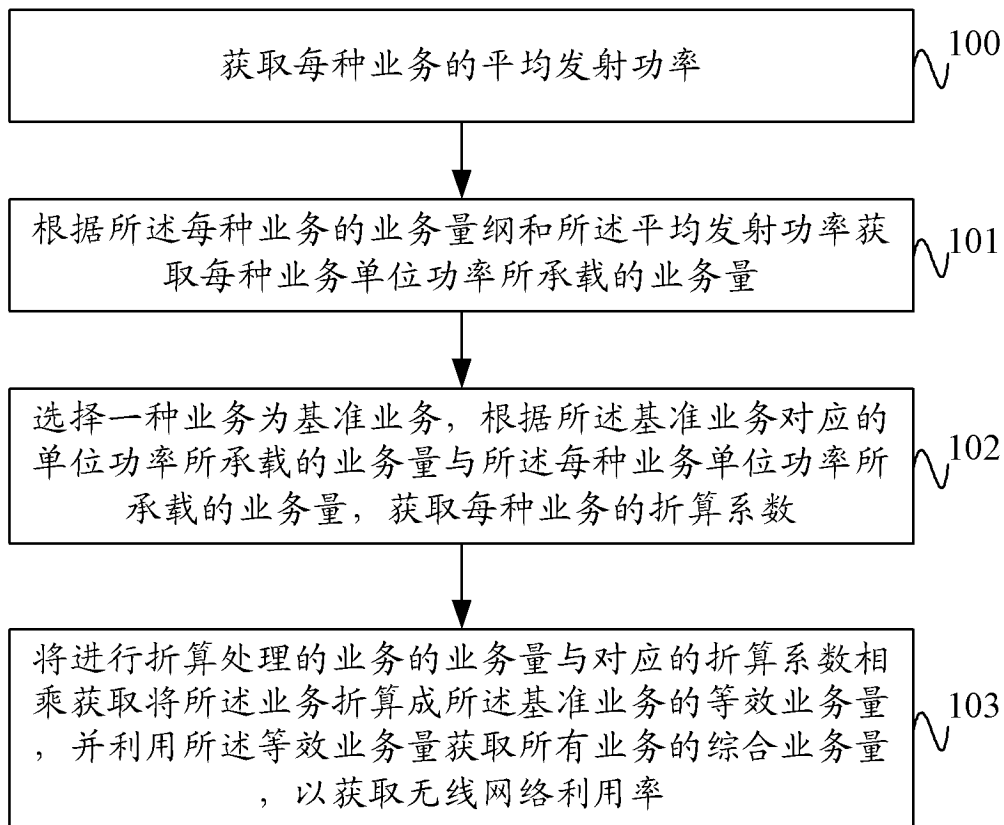 获取每种业务的平均发射功率
100
根据所述每种业务的业务量纲和所述平均发射功率获
取每种业务单位功率所承载的业务量
101
选择一种业务为基准业务，根据所述基准业务对应的
单位功率所承载的业务量与所述每种业务单位功率所
承载的业务量，获取每种业务的折算系数
102
将进行折算处理的业务的业务量与对应的折算系数相
乘获取将所述业务折算成所述基准业务的等效业务量
，并利用所述等效业务量获取所有业务的综合业务量
，以获取无线网络利用率
103